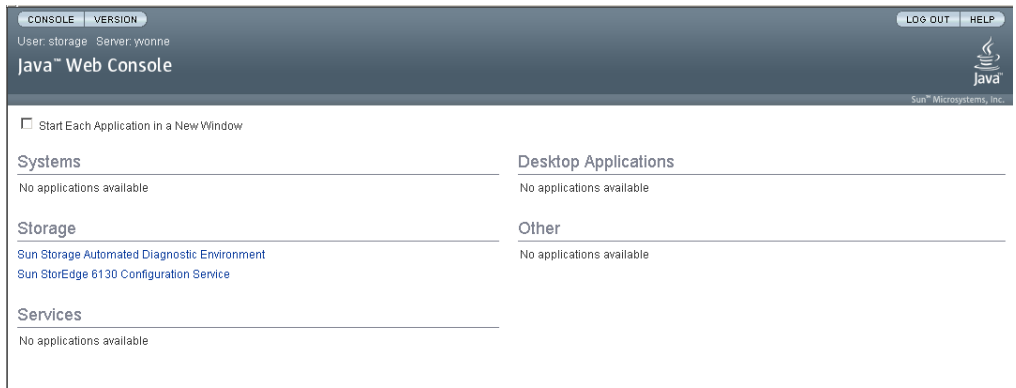 CONSOLE VERSION LOG OUT HELP
User: storage Server: yvonne
Java™ Web Console
Java™
Sun™ Microsystems, Inc.
Start Each Application in a New Window
Systems
No applications available
Desktop Applications
No applications available
Storage
Sun Storage Automated Diagnostic Environment
Sun StorEdge 6130 Configuration Service
Other
No applications available
Services
No applications available